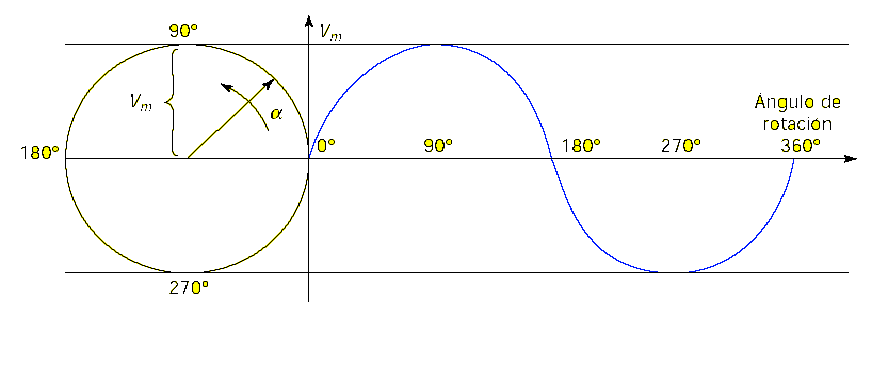 90°
V_m
V_m
α
Ángulo de
rotación
180°
0°
90°
180°
270°
360°
270°